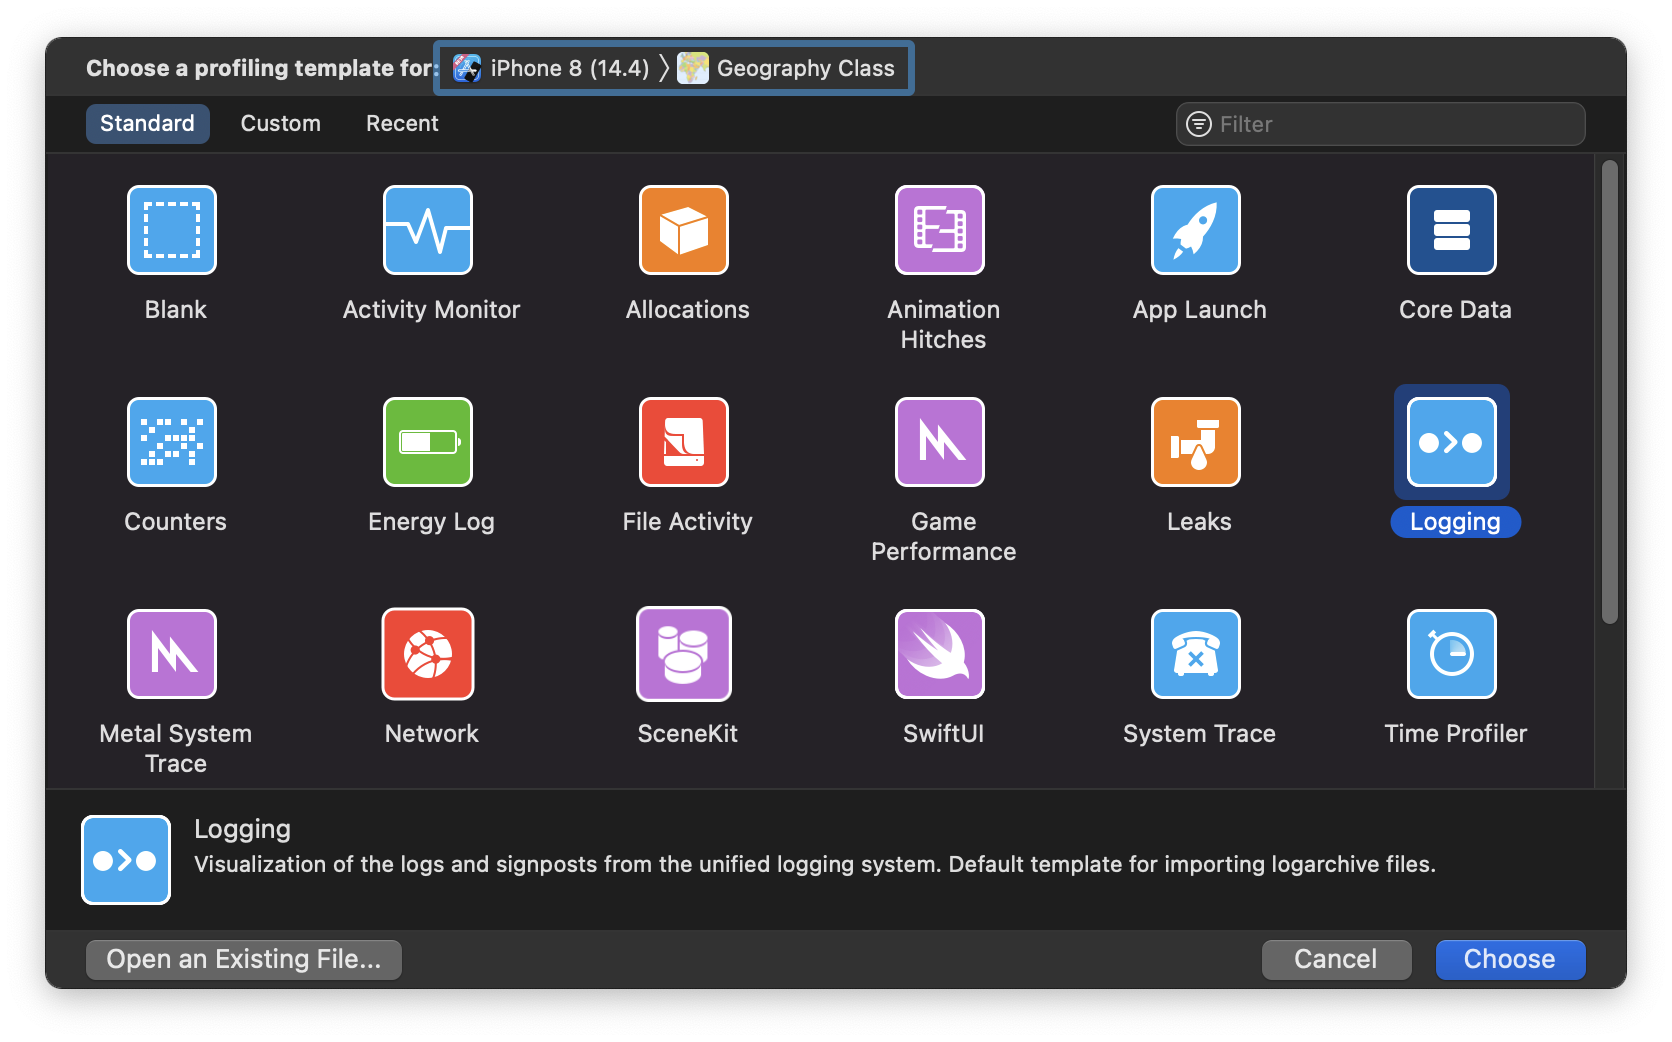 Choose a profiling template for: iPhone 8 (14.4) 〉 Geography Class
Standard Custom Recent Filter
Blank Activity Monitor Allocations Animation Hitches App Launch Core Data
Counters Energy Log File Activity Game Performance Leaks Logging
Metal System Trace Network SceneKit SwiftUI System Trace Time Profiler
Logging
Visualization of the logs and signposts from the unified logging system. Default template for importing logarchive files.
Open an Existing File... Cancel Choose